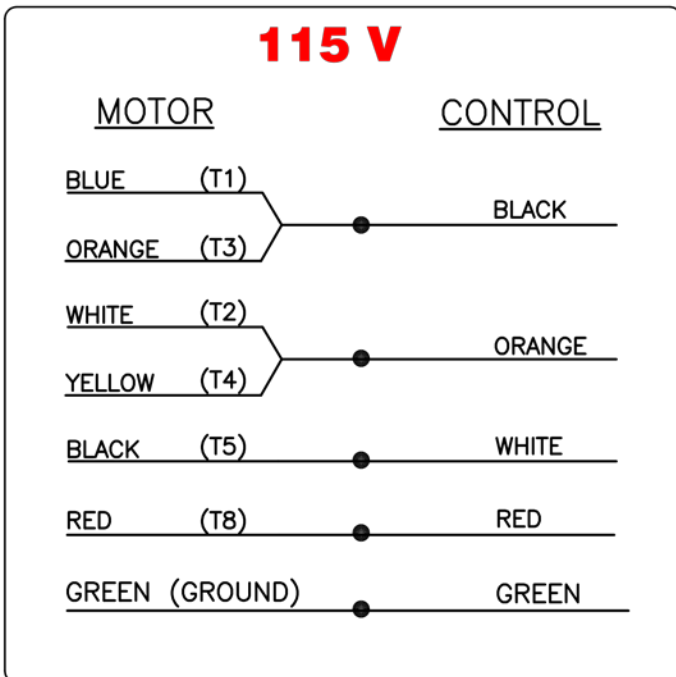 115 V
MOTOR CONTROL
BLUE (T1)
BLACK
ORANGE (T3)
WHITE (T2)
ORANGE
YELLOW (T4)
BLACK (T5) WHITE
RED (T8) RED
GREEN (GROUND) GREEN